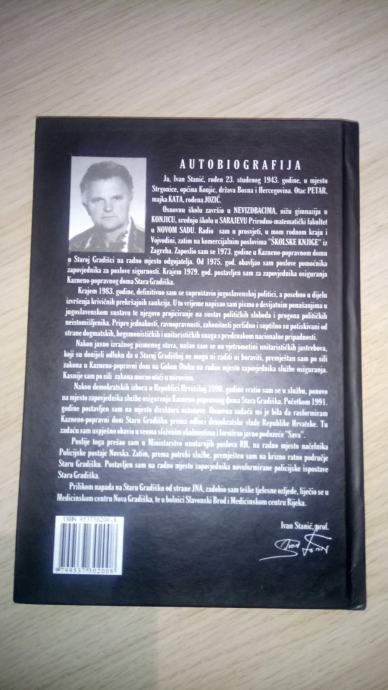 AUTOBIOGRAFIJA
Ja, Ivan Stanić, rođen 23. studenog 1943. godine, u mjestu
Strgonice, općina Konjic, država Bosna i Hercegovina. Otac PETAR,
majka KATA, rođena JOZIĆ.
Osnovnu školu završio u NEVIZDRACIMA, nižu gimnaziju u
KONJICU, srednju školu u SARAJEVU Prirodno-matematički fakultet
u NOVOM SADU. Radio sam u prosvjeti, u mom rodnom kraju i
Vojvodini, zatim na komercijalnim poslovima "ŠKOLSKE KNJIGE" iz
Zagreba. Zaposlio sam se 1973. godine u Kazneno-popravnom domu
u Staroj Gradišci na radno mjesto odgojatelja. Od 1975. god. obavljao sam poslove pomoćnika
zapovjednika za poslove sigurnosti. Krajem 1979. god. postavljen sam za zapovjednika osiguranja
Kazneno-popravnog doma Stara Gradiška.
Krajem 1983. godine, definitivno sam se suprostavio jugoslavenskoj politici, a posebno u dijelu
izvršenja krivičnih prekršajnih sankcija. U to vrijeme napisao sam pismo o devijatnim ponašanjima u
jugoslavenskom sustavu te njegovo projiciranje na sustav političkih sloboda i progona političkih
neistomišljenika. Pripre jednakosti, ravnopravnosti, zakonitosti perfidno i suptilno su potiskivani od
strane dogmatskih, hegemonističkih i unitarističkih snaga s predznakom nacionalne pripadnosti.
Nakon jasno izraženog pismenog stava, našao sam se na vjetrometini unitarističkih jastrebova,
koji su donijeli odluku da u Staroj Gradišci ne mogu ni raditi ni boraviti, premješten sam po sili
zakona u Kazneno-popravni dom na Golom Otoku na radno mjesto zapovjednika službe osiguranja.
Kasnije sam po sili zakona morao otići u mirovinu.
Nakon demokratskih izbora u Republici Hrvatskoj 1990. godine vratio sam se u službu, ponovo
na mjesto zapovjednika službe osiguranja Kazneno-popravnog doma Stara Gradiška. Početkom 1991.
godine postavljen sam na mjesto direktora ustanove. Osnovna zadaća mi je bila da rasformiram
Kazneno-popravni dom Stara Gradiška prema odluci demokratske vlade Republike Hrvatske. Tu
zadaću sam uspješno obavio u veoma složenim okolnostima i formirao javno poduzeće "Sava".
Poslije toga prešao sam u Ministarstvo unutarnjih poslova RH, na radno mjesto načelnika
Policijske postaje Novska. Zatim, prema potrebi službe, premješten sam na krizno ratno područje
Stara Gradiška. Postavljen sam na radno mjesto zapovjednika novoformirane policijske ispostave
Stara Gradiška.
Prilikom napada na Staru Gradišku od strane JNA, zadobio sam teške tjelesne ozljede, liječio se u
Medicinskom centru Nova Gradiška, te u bolnici Slavonski Brod i Medicinskom centru Rijeka.
Ivan Stanić, prof.